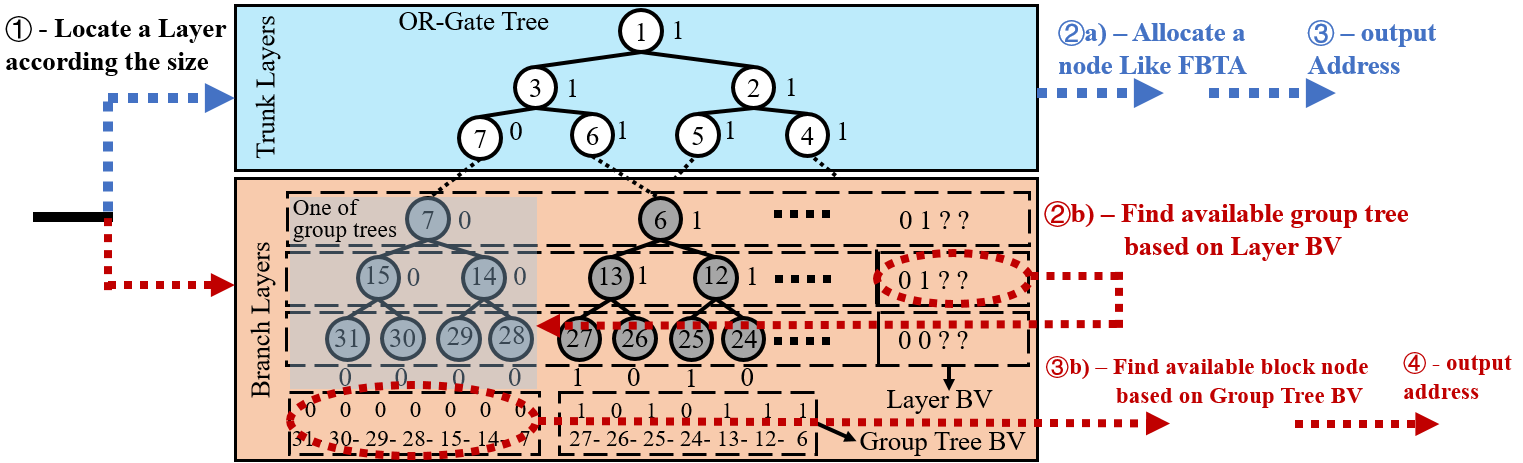 ① - Locate a Layer
according the size
OR-Gate Tree
Trunk Layers
1 1
3 1 2 1
7 0 6 1 5 1 4 1
②a) – Allocate a
node Like FBTA
③ – output
Address
Branch Layers
One of
group trees
7 0 6 1 0 1 ? ?
15 0 14 0 13 1 12 1 0 1 ? ?
31 30 29 28 27 26 25 24 0 0 ? ?
0 0 0 0 1 0 1 0
0 0 0 0 0 0 0
31- 30- 29- 28- 15- 14- 7
1 0 1 0 1 1 1
27- 26- 25- 24- 13- 12- 6
Layer BV
Group Tree BV
②b) – Find available group tree
based on Layer BV
③b) – Find available block node
based on Group Tree BV
④ - output
address